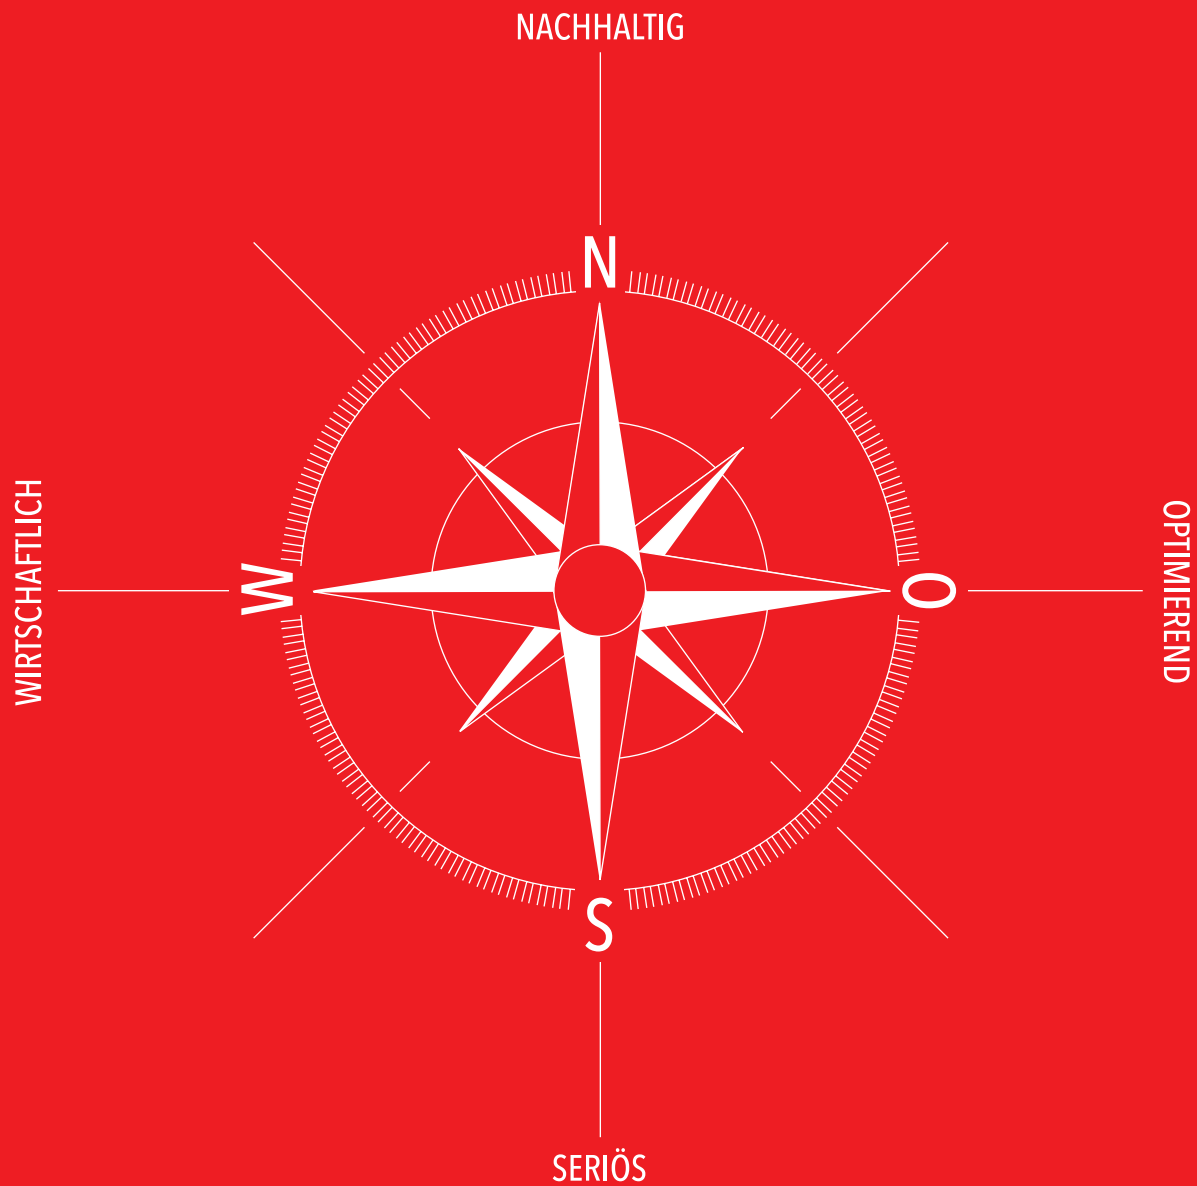 NACHHALTIG
N
WIRTSCHAFTLICH
W
O
OPTIMIEREND
S
SERIÖS